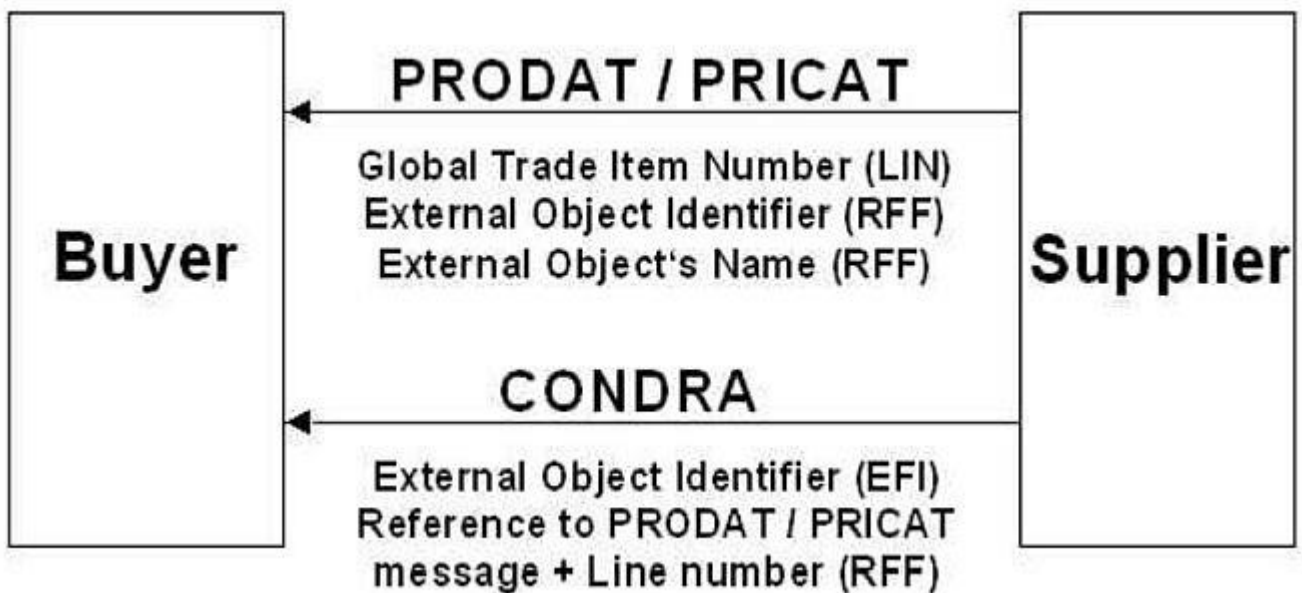 PRODAT / PRICAT
Global Trade Item Number (LIN)
External Object Identifier (RFF)
External Object‘s Name (RFF)
Buyer
Supplier
CONDRA
External Object Identifier (EFI)
Reference to PRODAT / PRICAT
message + Line number (RFF)